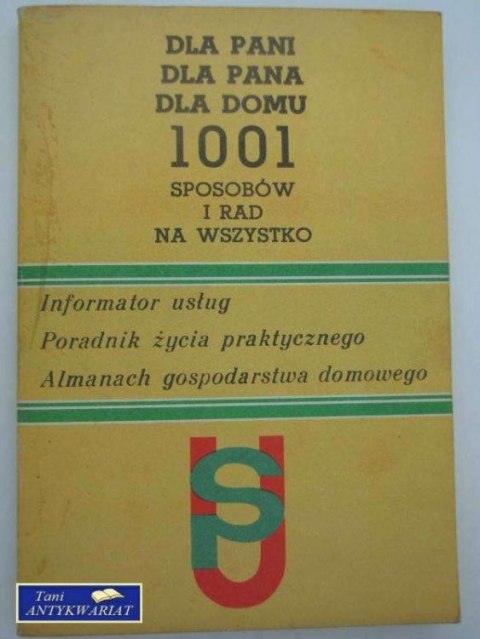 DLA PANI
DLA PANA
DLA DOMU
1001
SPOSOBÓW
I RAD
NA WSZYSTKO
Informator usług
Poradnik życia praktycznego
Almanach gospodarstwa domowego
Tani
ANTYKWARIAT